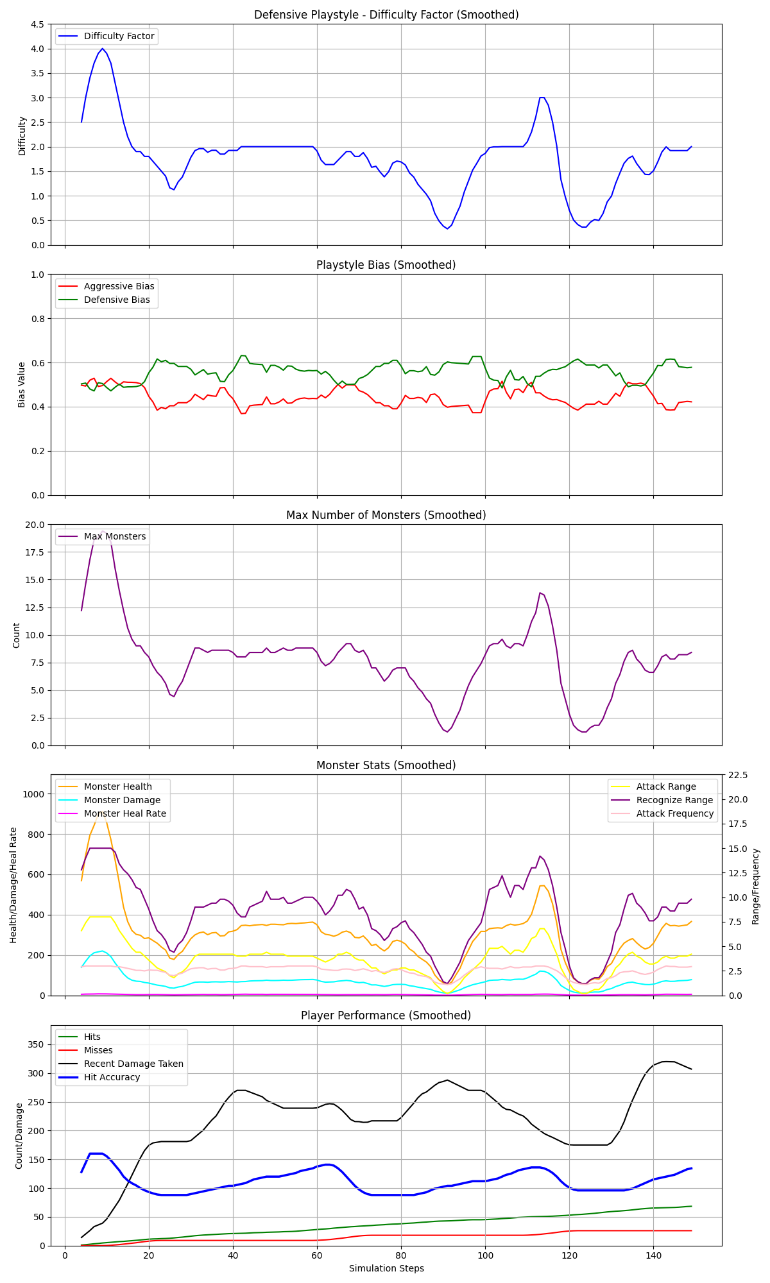 Defensive Playstyle - Difficulty Factor (Smoothed)
Difficulty
4.5
4.0
3.5
3.0
2.5
2.0
1.5
1.0
0.5
0.0
Difficulty Factor
Playstyle Bias (Smoothed)
Bias Value
1.0
0.8
0.6
0.4
0.2
0.0
Aggressive Bias
Defensive Bias
Max Number of Monsters (Smoothed)
Count
20.0
17.5
15.0
12.5
10.0
7.5
5.0
2.5
0.0
Max Monsters
Monster Stats (Smoothed)
Health/Damage/Heal Rate
1000
800
600
400
200
0
Monster Health
Monster Damage
Monster Heal Rate
Attack Range
Recognize Range
Attack Frequency
22.5
20.0
17.5
15.0
12.5
10.0
7.5
5.0
2.5
0.0
Range/Frequency
Player Performance (Smoothed)
Count/Damage
350
300
250
200
150
100
50
0
Hits
Misses
Recent Damage Taken
Hit Accuracy
0 20 40 60 80 100 120 140
Simulation Steps